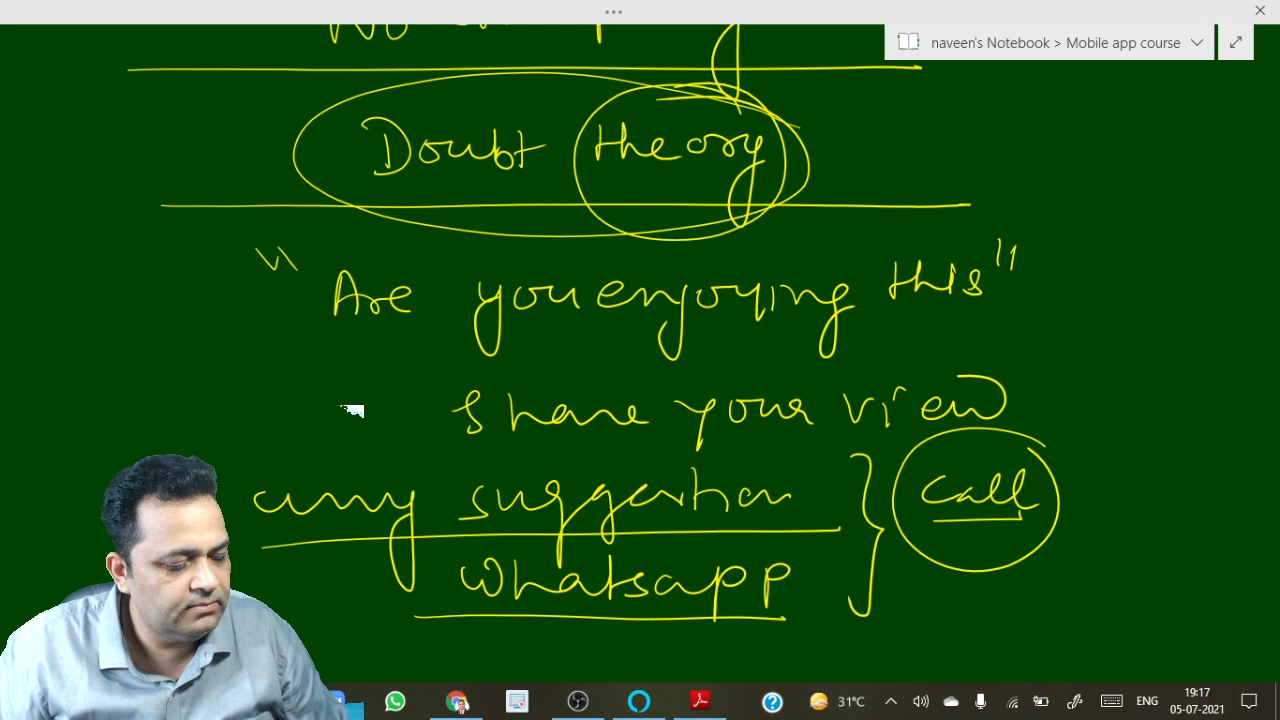 naveen's Notebook > Mobile app course
No
Doubt theory
"Are you enjoying this"
share your view
any suggestion
call
whatsapp
31°C
ENG
19:17
05-07-2021